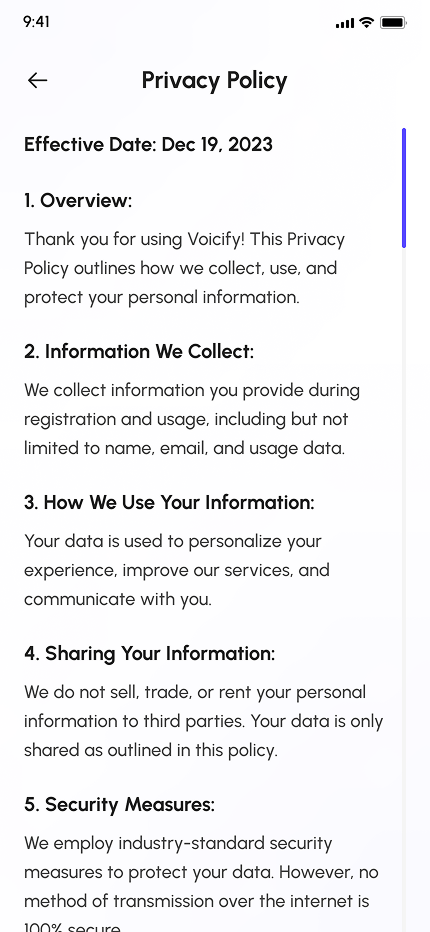 9:41
Privacy Policy
Effective Date: Dec 19, 2023
1. Overview:
Thank you for using Voicify! This Privacy
Policy outlines how we collect, use, and
protect your personal information.
2. Information We Collect:
We collect information you provide during
registration and usage, including but not
limited to name, email, and usage data.
3. How We Use Your Information:
Your data is used to personalize your
experience, improve our services, and
communicate with you.
4. Sharing Your Information:
We do not sell, trade, or rent your personal
information to third parties. Your data is only
shared as outlined in this policy.
5. Security Measures:
We employ industry-standard security
measures to protect your data. However, no
method of transmission over the internet is
100% secure